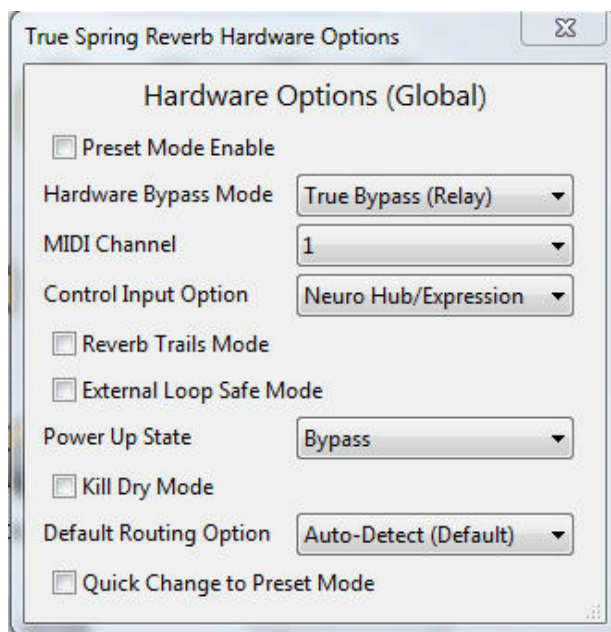 True Spring Reverb Hardware Options
Hardware Options (Global)
Preset Mode Enable
Hardware Bypass Mode True Bypass (Relay)
MIDI Channel 1
Control Input Option Neuro Hub/Expression
Reverb Trails Mode
External Loop Safe Mode
Power Up State Bypass
Kill Dry Mode
Default Routing Option Auto-Detect (Default)
Quick Change to Preset Mode